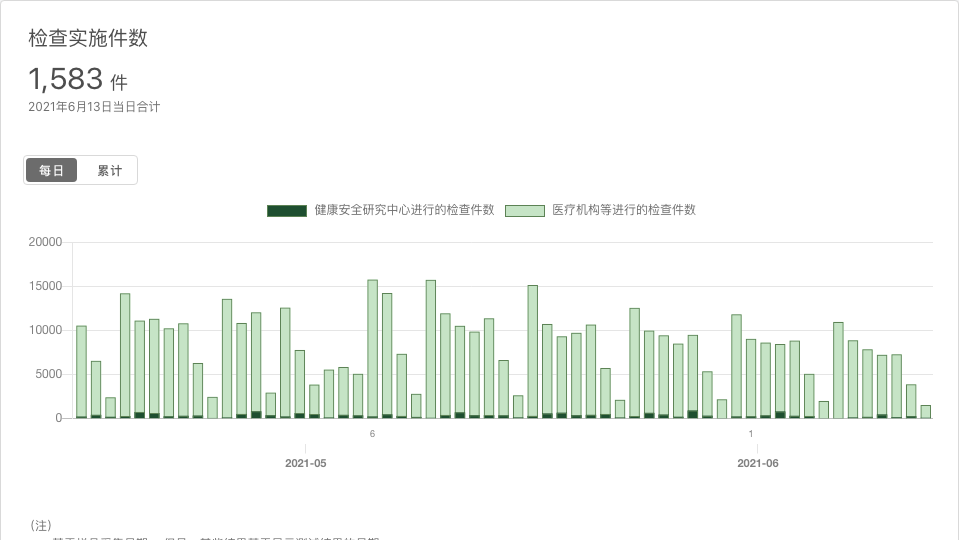 检查实施件数
1,583 件
2021年6月13日当日合计
每日 累计
健康安全研究中心进行的检查件数 医疗机构等进行的检查件数
20000
15000
10000
5000
0
6 1
2021-05 2021-06
(注)